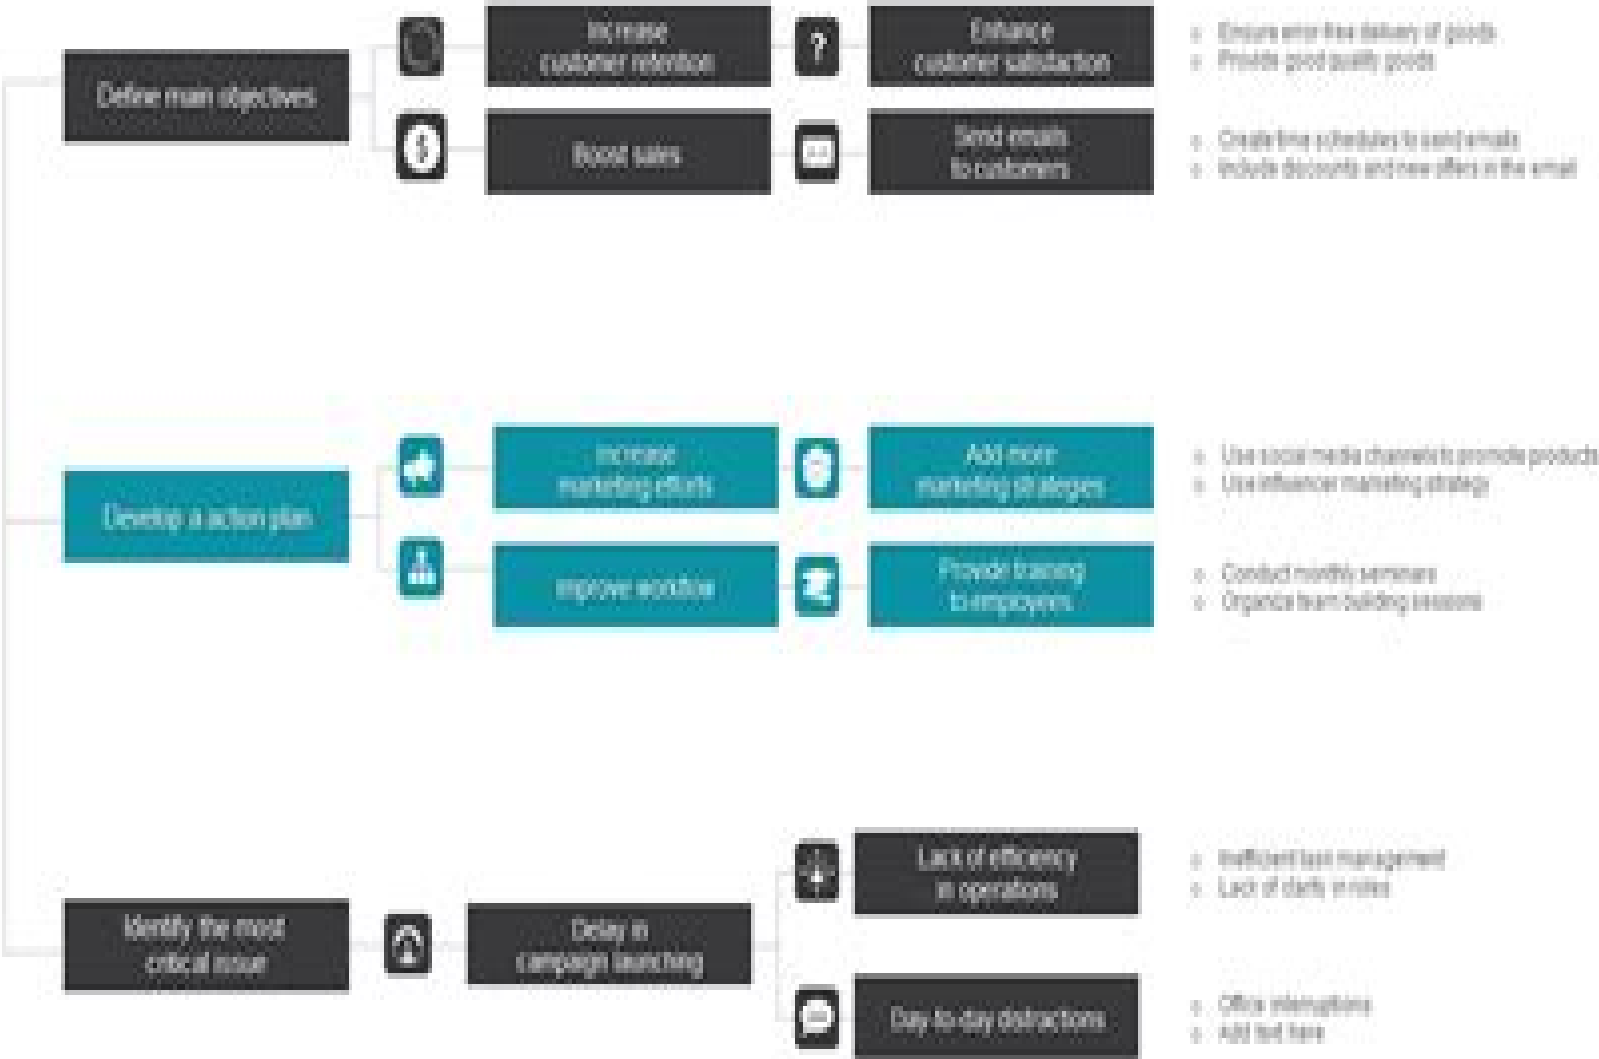 Increase
customer retention
Enhance
customer satisfaction
Ensure error free delivery of goods
Provide good quality goods
Define main objectives
Boost sales
Send emails
to customers
Create time schedules to send emails
Include discounts and new offers in the email
Increase
marketing efforts
Add more
marketing strategies
Use social media channels to promote products
Use influencer marketing strategy
Develop a action plan
Improve workflow
Provide training
to employees
Conduct monthly seminars
Organize team building sessions
Lack of efficiency
in operations
Inefficient task management
Lack of clarity in roles
Identify the most
critical issue
Delay in
campaign launching
Day-to-day distractions
Office interruptions
Add text here